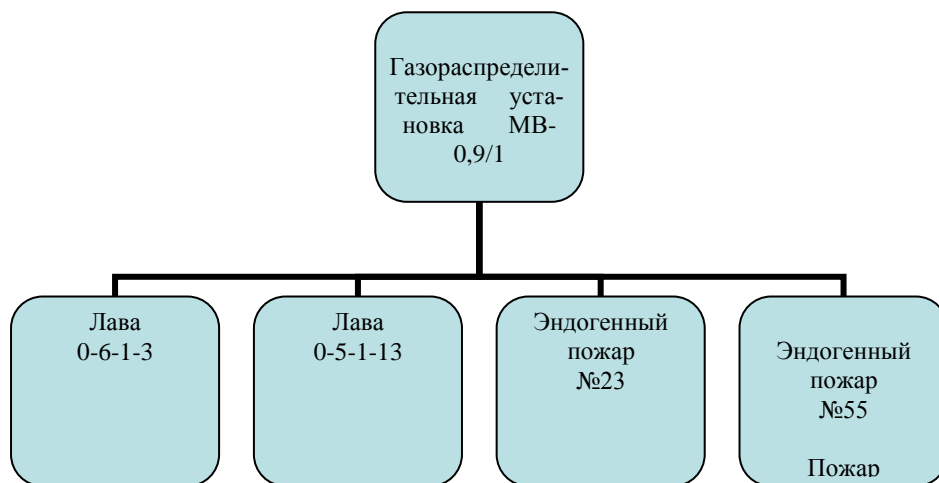 Газораспредели-
тельная уста-
новка МВ-
0,9/1
Лава
0-6-1-3
Лава
0-5-1-13
Эндогенный
пожар
№23
Эндогенный
пожар
№55
Пожар